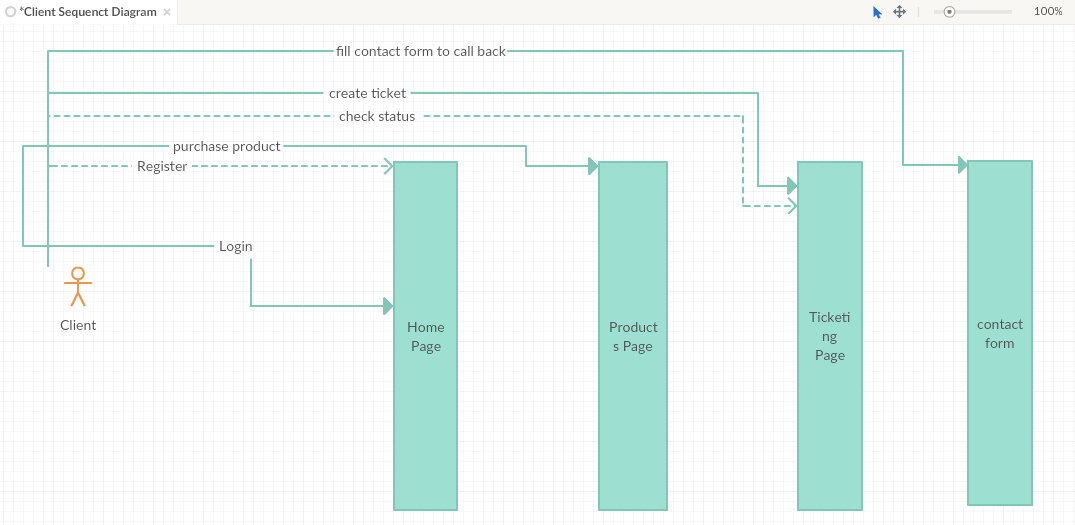 *Client Sequenct Diagram
100%
fill contact form to call back
create ticket
check status
purchase product
Register
Login
Client
Home
Page
Product
s Page
Ticketi
ng
Page
contact
form